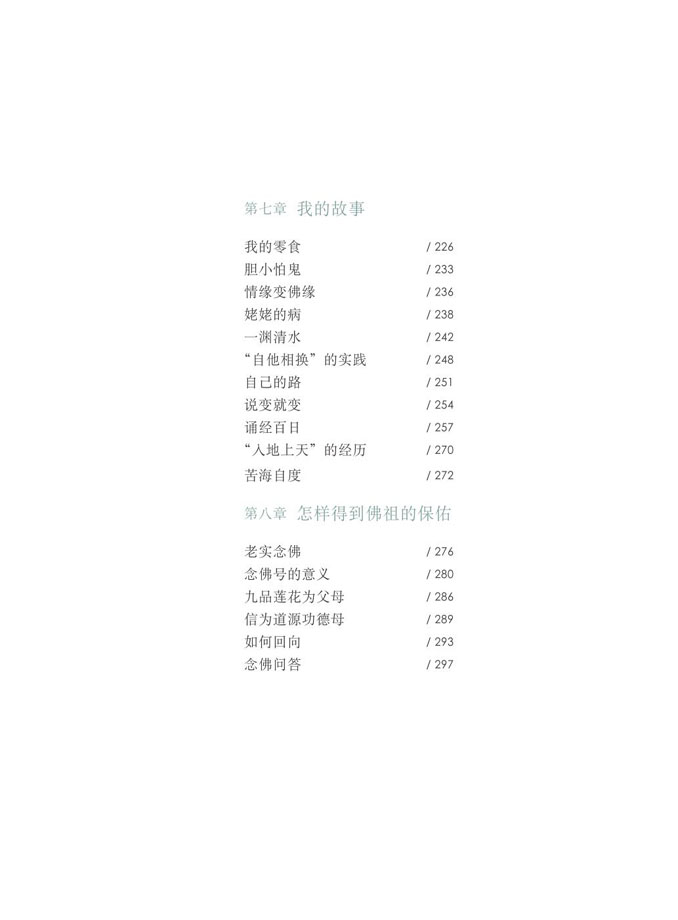 第七章 我的故事
我的零食 / 226
胆小怕鬼 / 233
情缘变佛缘 / 236
姥姥的病 / 238
一渊清水 / 242
“自他相换”的实践 / 248
自己的路 / 251
说变就变 / 254
诵经百日 / 257
“入地上天”的经历 / 270
苦海自度 / 272
第八章 怎样得到佛祖的保佑
老实念佛 / 276
念佛号的意义 / 280
九品莲花为父母 / 286
信为道源功德母 / 289
如何回向 / 293
念佛问答 / 297